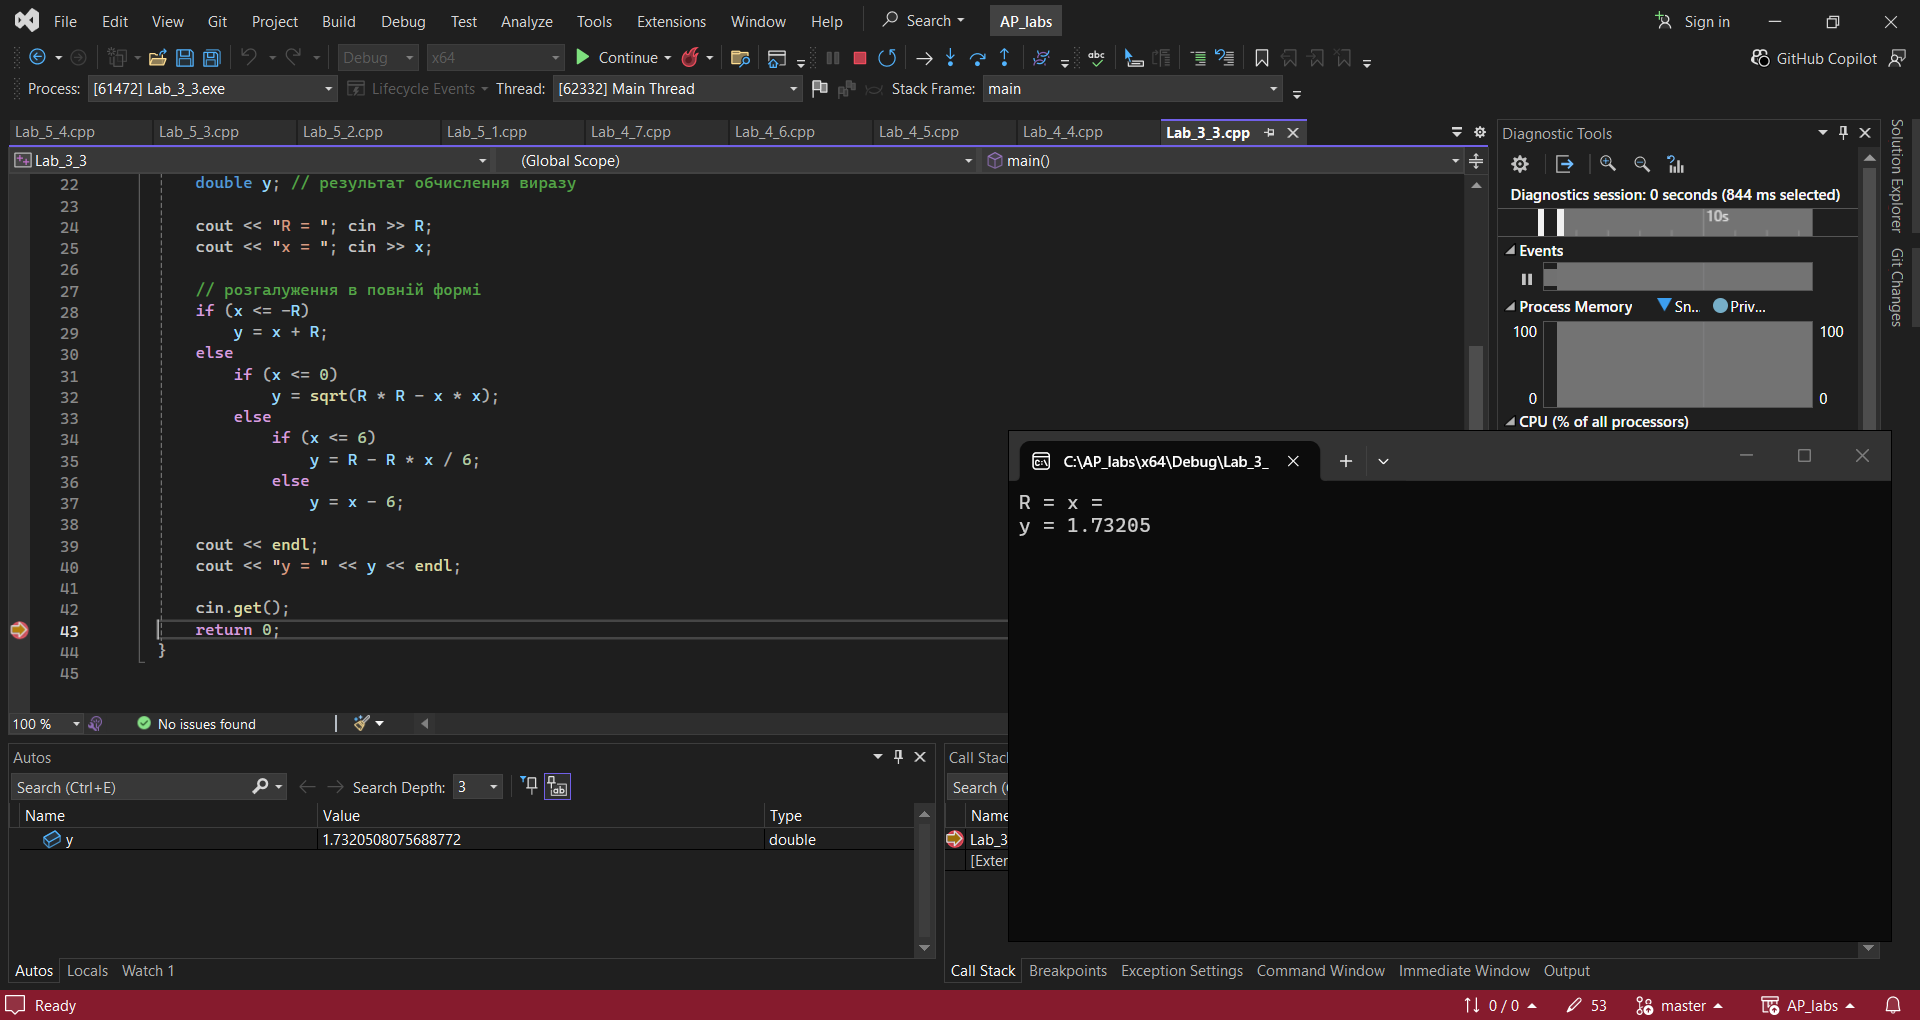 File Edit View Git Project Build Debug Test Analyze Tools Extensions Window Help Search AP_labs Sign in
Debug x64 Continue abc GitHub Copilot
Process: [61472] Lab_3_3.exe Lifecycle Events Thread: [62332] Main Thread Stack Frame: main
Lab_5_4.cpp Lab_5_3.cpp Lab_5_2.cpp Lab_5_1.cpp Lab_4_7.cpp Lab_4_6.cpp Lab_4_5.cpp Lab_4_4.cpp Lab_3_3.cpp
Lab_3_3 (Global Scope) main()
22 double y; // результат обчислення виразу
23
24 cout << "R = "; cin >> R;
25 cout << "x = "; cin >> x;
26
27 // розгалуження в повній формі
28 if (x <= -R)
29 y = x + R;
30 else
31 if (x <= 0)
32 y = sqrt(R * R - x * x);
33 else
34 if (x <= 6)
35 y = R - R * x / 6;
36 else
37 y = x - 6;
38
39 cout << endl;
40 cout << "y = " << y << endl;
41
42 cin.get();
43 return 0;
44 }
45
100 % No issues found
Diagnostic Tools
Diagnostics session: 0 seconds (844 ms selected)
10s
Events
Process Memory Sn... Priv...
100 100
0 0
CPU (% of all processors)
Solution Explorer
Git Changes
C:\AP_labs\x64\Debug\Lab_3_
R = x =
y = 1.73205
Autos
Search (Ctrl+E) Search Depth: 3
Name Value Type
y 1.7320508075688772 double
Autos Locals Watch 1
Call Stac
Search (
Name
Lab_3
[Exter
Call Stack Breakpoints Exception Settings Command Window Immediate Window Output
Ready 0 / 0 53 master AP_labs